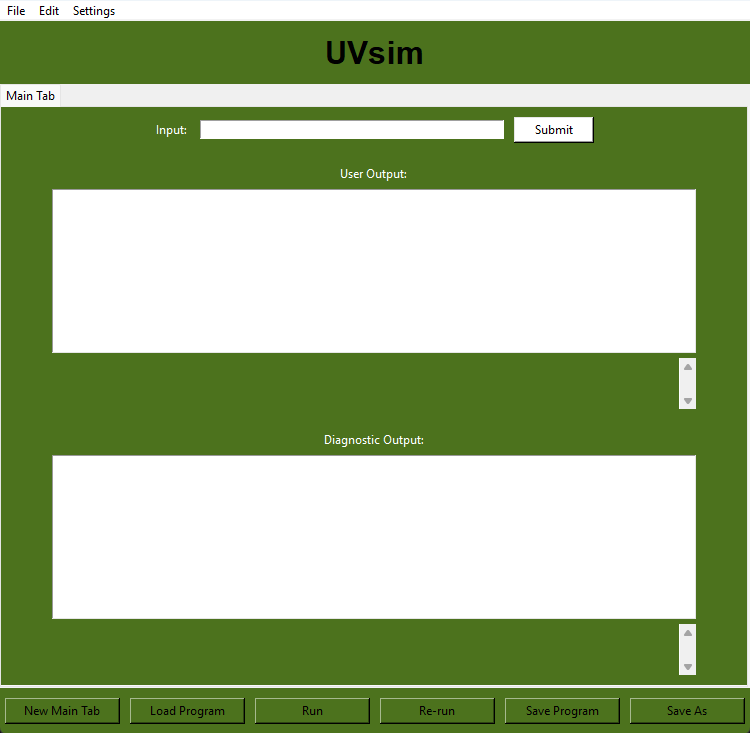 File Edit Settings
UVsim
Main Tab
Input: Submit
User Output:
Diagnostic Output:
New Main Tab Load Program Run Re-run Save Program Save As